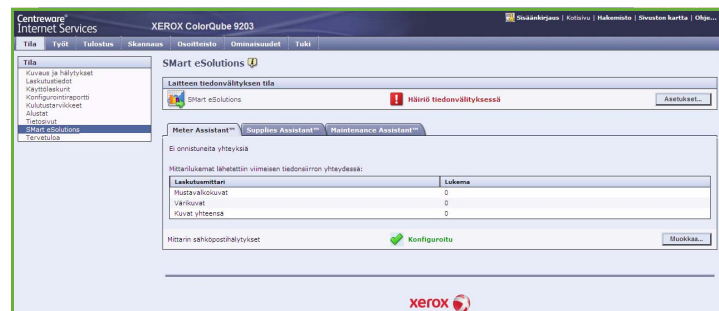 Centreware®
Internet Services
XEROX ColorQube 9203
Sisäänkirjaus | Kotisivu | Hakemisto | Sivuston kartta | Ohje...
Tila Työt Tulostus Skannaus Osoitteisto Ominaisuudet Tuki
Tila
Kuvaus ja hälytykset
Laskutustiedot
Käyttölaskurit
Konfigurointiraportti
Kulutustarvikkeet
Alustat
Tietosivut
SMart eSolutions
Tervetuloa
SMart eSolutions
Laitteen tiedonvälityksen tila
SMart eSolutions
Häiriö tiedonvälityksessä
Asetukset...
Meter Assistant™ Supplies Assistant™ Maintenance Assistant™
Ei onnistuneita yhteyksiä
Mittarilukemat lähetettiin viimeisen tiedonsiirron yhteydessä:
Laskutusmittari Lukema
Mustavalkokuvat 0
Värikuvat 0
Kuvat yhteensä 0
Mittarin sähköpostihälytykset
Konfiguroitu
Muokkaa...
xerox